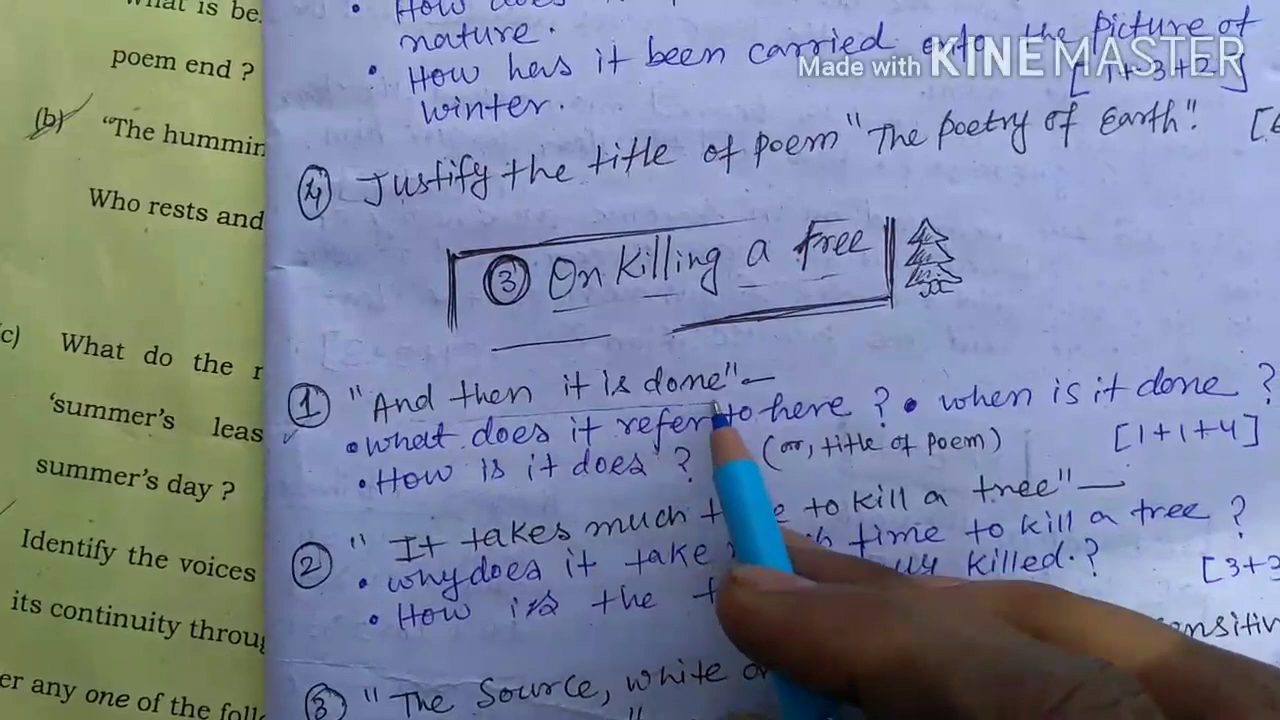 What is be
poem end ?
(b) "The hummin
Who rests and
(c) What do the r
'summer's leas
summer's day ?
Identify the voices
its continuity throug
er any one of the foll
nature.
• How has it been carried onto the picture of
winter. [1+3+2]
Made with KINEMASTER
(4) Justify the title of poem "The poetry of Earth".
(3) On Killing a Tree
(1) "And then it is done"—
• what does it refer to here ? • when is it done ?
• How is it does ? (or, title of poem) [1+1+4]
(2) "It takes much to kill a tree"—
• why does it take time to kill a tree ?
• How is the killed. ? [3+3
(3) "The Source, white